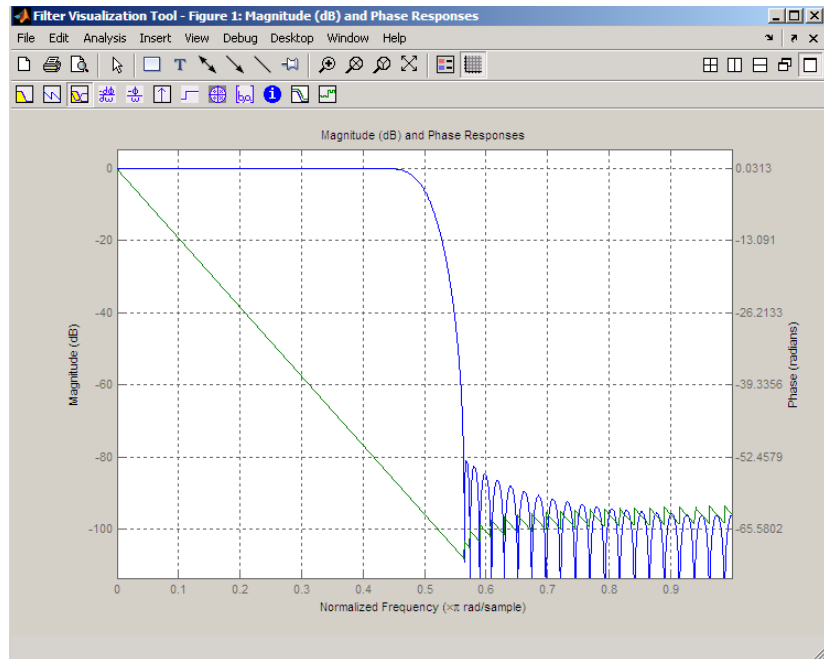 Filter Visualization Tool - Figure 1: Magnitude (dB) and Phase Responses
File Edit Analysis Insert View Debug Desktop Window Help
Magnitude (dB) and Phase Responses
0
-20
-40
-60
-80
-100
Magnitude (dB)
0.0313
-13.091
-26.2133
-39.3356
-52.4579
-65.5802
Phase (radians)
0 0.1 0.2 0.3 0.4 0.5 0.6 0.7 0.8 0.9
Normalized Frequency (×π rad/sample)